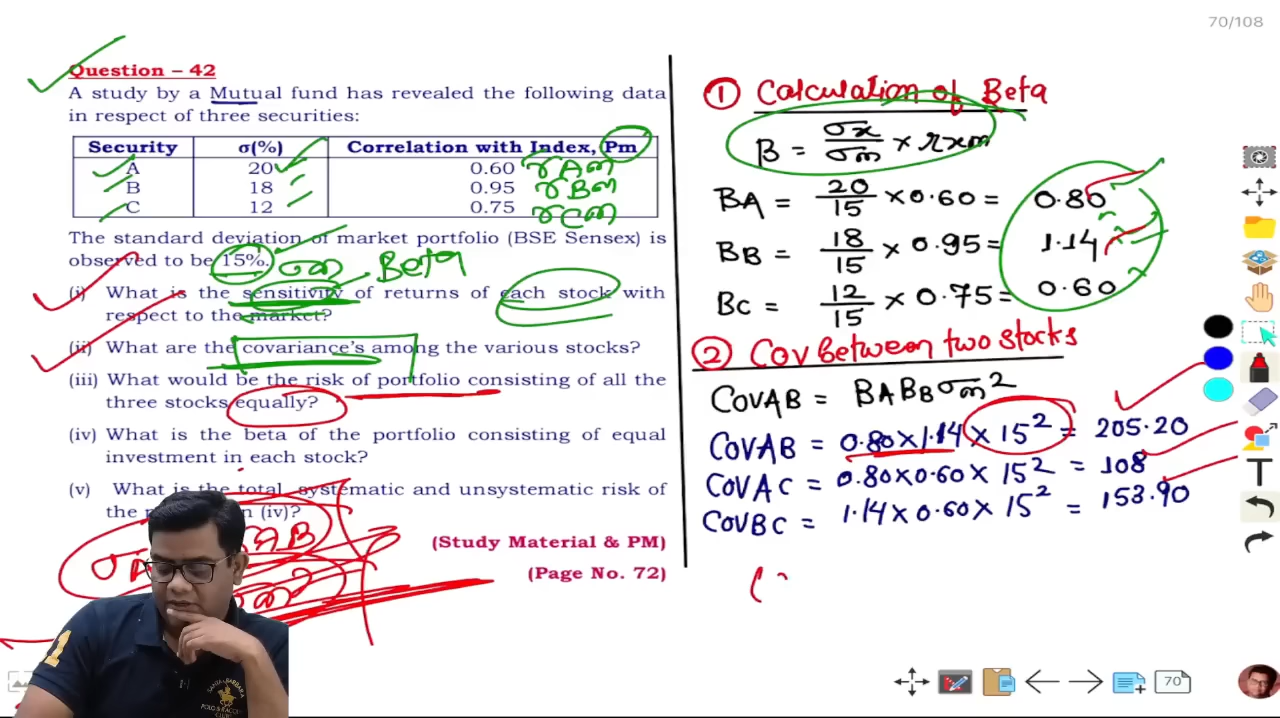 70/108
Question – 42
A study by a Mutual fund has revealed the following data
in respect of three securities:
Security σ(%) Correlation with Index, Pm
A 20 0.60 rAm
B 18 0.95 rBm
C 12 0.75 rCm
The standard deviation of market portfolio (BSE Sensex) is
observed to be 15%. σm Beta
(i) What is the sensitivity of returns of each stock with
respect to the market?
(ii) What are the covariance's among the various stocks?
(iii) What would be the risk of portfolio consisting of all the
three stocks equally?
(iv) What is the beta of the portfolio consisting of equal
investment in each stock?
(v) What is the total, systematic and unsystematic risk of
the in (iv)?
(Study Material & PM)
(Page No. 72)
① Calculation of Beta
β = σx/σm × rxm
BA = 20/15 × 0.60 = 0.80
BB = 18/15 × 0.95 = 1.14
BC = 12/15 × 0.75 = 0.60
② Cov between two stocks
COVAB = BA BB σm²
COVAB = 0.80 × 1.14 × 15² = 205.20
COVAC = 0.80 × 0.60 × 15² = 108
COVBC = 1.14 × 0.60 × 15² = 153.90
T
70